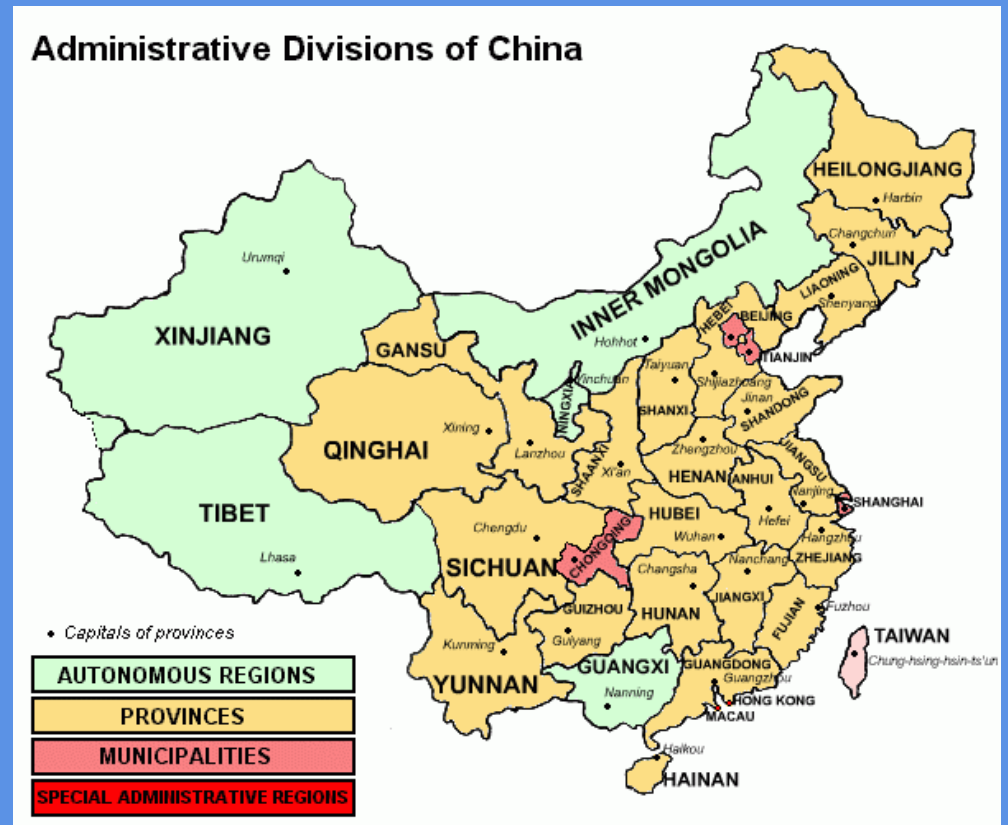 Administrative Divisions of China
HEILONGJIANG
Harbin
Changchun
JILIN
LIAONING
Shenyang
Urumqi
XINJIANG
INNER MONGOLIA
Hohhot
HEBEI
BEIJING
TIANJIN
GANSU
Yinchuan
NINGXIA
Taiyuan
Shijiazhuang
Jinan
SHANDONG
SHANXI
Xining
QINGHAI
Lanzhou
SHAANXI
Xi'an
Zhengzhou
HENAN
ANHUI
JIANGSU
Nanjing
SHANGHAI
TIBET
Lhasa
Chengdu
SICHUAN
CHONGQING
HUBEI
Wuhan
Hefei
Hangzhou
ZHEJIANG
Changsha
Nanchang
HUNAN
JIANGXI
FUJIAN
Fuzhou
GUIZHOU
Guiyang
Kunming
YUNNAN
GUANGXI
Nanning
GUANGDONG
Guangzhou
HONG KONG
MACAU
TAIWAN
Chung-hsing-hsin-ts'un
Haikou
HAINAN
Capitals of provinces
AUTONOMOUS REGIONS
PROVINCES
MUNICIPALITIES
SPECIAL ADMINISTRATIVE REGIONS